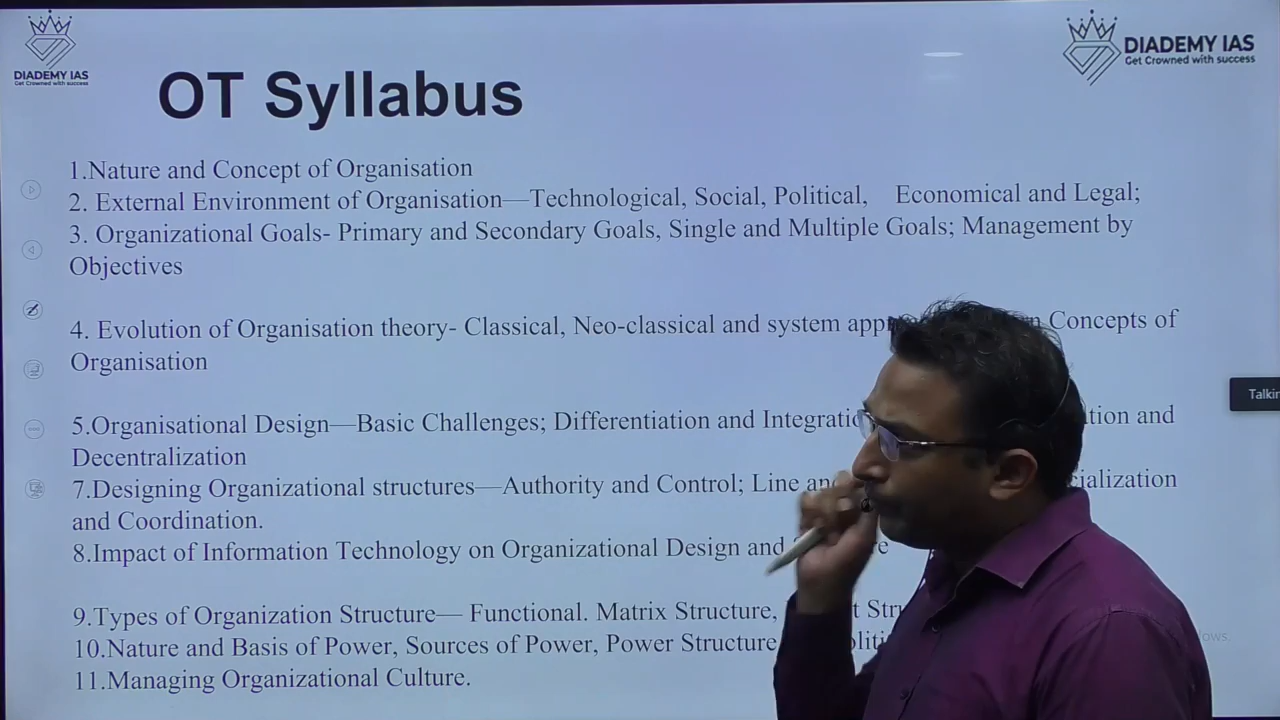 DIADEMY IAS
Get Crowned with success
DIADEMY IAS
Get Crowned with success
OT Syllabus
1.Nature and Concept of Organisation
2. External Environment of Organisation—Technological, Social, Political, Economical and Legal;
3. Organizational Goals- Primary and Secondary Goals, Single and Multiple Goals; Management by
Objectives
4. Evolution of Organisation theory- Classical, Neo-classical and system Concepts of
Organisation
5.Organisational Design—Basic Challenges; Differentiation and and
Decentralization
7.Designing Organizational structures—Authority and Control; Line
and Coordination.
8.Impact of Information Technology on Organizational Design and
9.Types of Organization Structure— Functional. Matrix Structure,
10.Nature and Basis of Power, Sources of Power, Power Structure
11.Managing Organizational Culture.